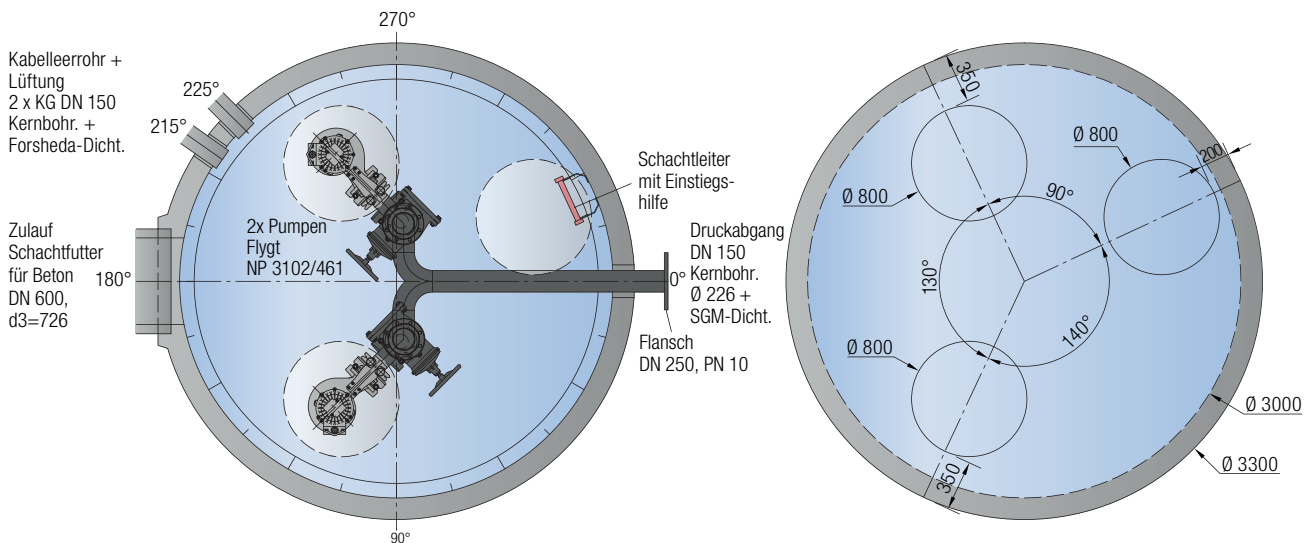 270°
Kabelleerrohr +
Lüftung
2 x KG DN 150
Kernbohr. +
Forsheda-Dicht.
225°
215°
Zulauf
Schachtfutter
für Beton
DN 600,
d3=726
180°
2x Pumpen
Flygt
NP 3102/461
Schachtleiter
mit Einstiegs-
hilfe
Druckabgang
DN 150
Kernbohr.
Ø 226 +
SGM-Dicht.
0°
Flansch
DN 250, PN 10
90°
350
Ø 800
200
Ø 800
90°
130°
140°
Ø 800
350
Ø 3000
Ø 3300